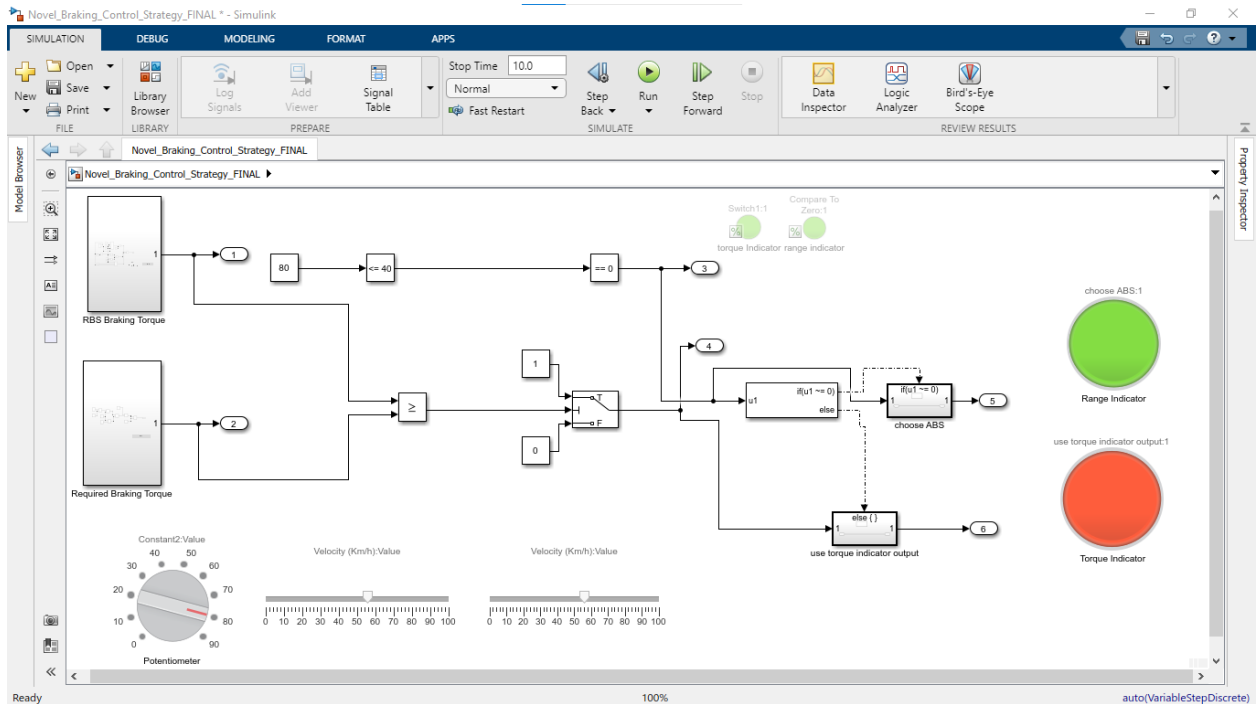 Novel_Braking_Control_Strategy_FINAL * - Simulink
SIMULATION DEBUG MODELING FORMAT APPS
New
Open
Save
Print
FILE
Library Browser
LIBRARY
Log Signals
Add Viewer
Signal Table
PREPARE
Stop Time 10.0
Normal
Fast Restart
Step Back
Run
Step Forward
Stop
SIMULATE
Data Inspector
Logic Analyzer
Bird's-Eye Scope
REVIEW RESULTS
Model Browser
Property Inspector
Novel_Braking_Control_Strategy_FINAL
Novel_Braking_Control_Strategy_FINAL
1
RBS Braking Torque
1
80
<= 40
== 0
3
Switch1:1
torque Indicator
Compare To
Zero:1
range indicator
choose ABS:1
Range Indicator
1
Required Braking Torque
2
≥
1
0
T
F
4
u1
if(u1 ~= 0)
else
if(u1 ~= 0)
1 1
choose ABS
5
use torque indicator output:1
Torque Indicator
else { }
1 1
use torque indicator output
6
Constant2:Value
0 10 20 30 40 50 60 70 80 90
Potentiometer
Velocity (Km/h):Value
0 10 20 30 40 50 60 70 80 90 100
Velocity (Km/h):Value
0 10 20 30 40 50 60 70 80 90 100
Ready
100%
auto(VariableStepDiscrete)